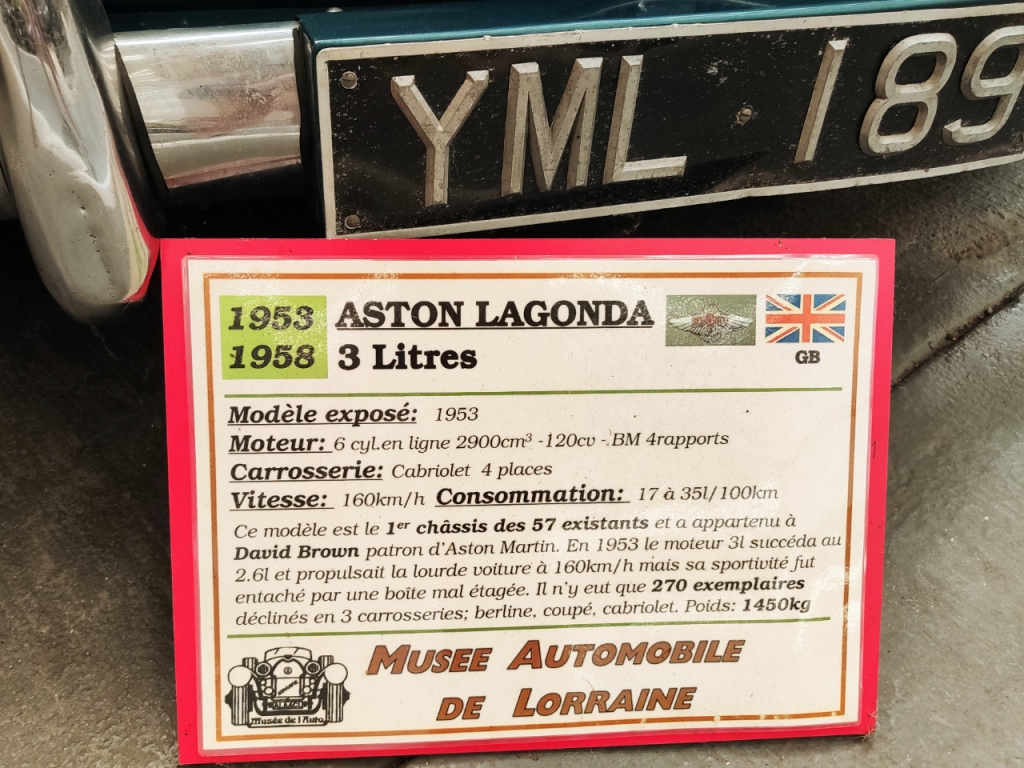 YML 189
1953 ASTON LAGONDA
1958 3 Litres
GB
Modèle exposé: 1953
Moteur: 6 cyl.en ligne 2900cm³ -120cv -.BM 4rapports
Carrosserie: Cabriolet 4 places
Vitesse: 160km/h Consommation: 17 à 35l/100km
Ce modèle est le 1er châssis des 57 existants et a appartenu à
David Brown patron d'Aston Martin. En 1953 le moteur 3l succéda au
2.6l et propulsait la lourde voiture à 160km/h mais sa sportivité fut
entaché par une boîte mal étagée. Il n'y eut que 270 exemplaires
déclinés en 3 carrosseries; berline, coupé, cabriolet. Poids: 1450kg
MUSEE AUTOMOBILE
DE LORRAINE
Musée de l'Auto